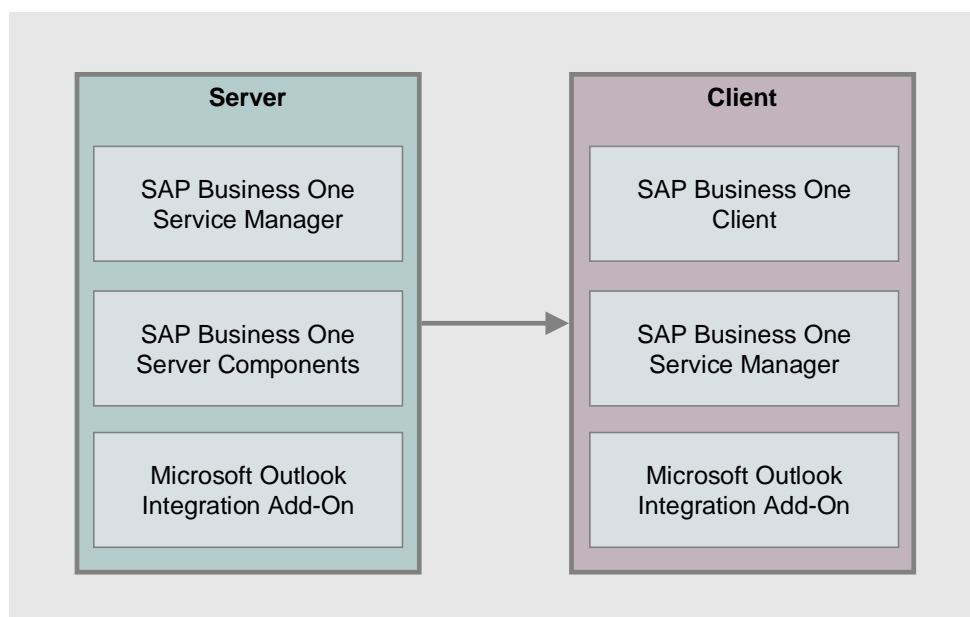 Server
SAP Business One
Service Manager
SAP Business One
Server Components
Microsoft Outlook
Integration Add-On
Client
SAP Business One
Client
SAP Business One
Service Manager
Microsoft Outlook
Integration Add-On